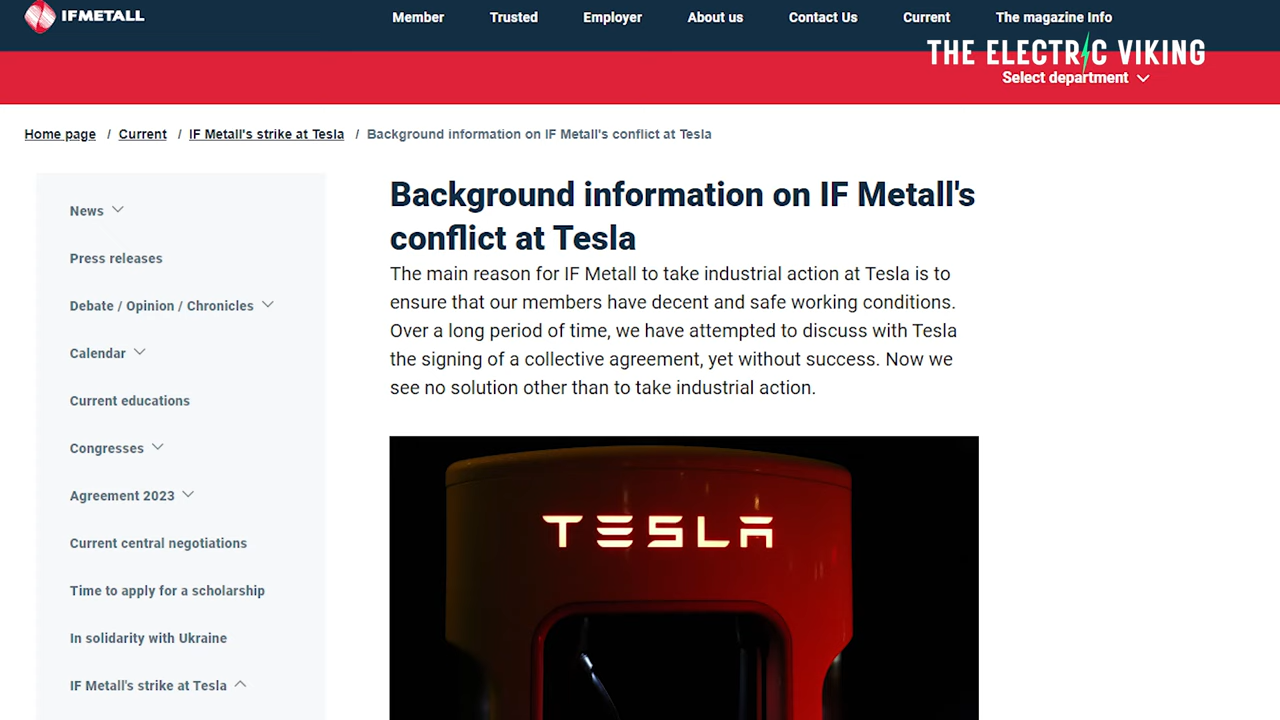 IFMETALL
Member Trusted Employer About us Contact Us Current The magazine Info
THE ELECTRIC VIKING
Select department
Home page / Current / IF Metall's strike at Tesla / Background information on IF Metall's conflict at Tesla
News
Press releases
Debate / Opinion / Chronicles
Calendar
Current educations
Congresses
Agreement 2023
Current central negotiations
Time to apply for a scholarship
In solidarity with Ukraine
IF Metall's strike at Tesla
Background information on IF Metall's
conflict at Tesla
The main reason for IF Metall to take industrial action at Tesla is to
ensure that our members have decent and safe working conditions.
Over a long period of time, we have attempted to discuss with Tesla
the signing of a collective agreement, yet without success. Now we
see no solution other than to take industrial action.
TESLA